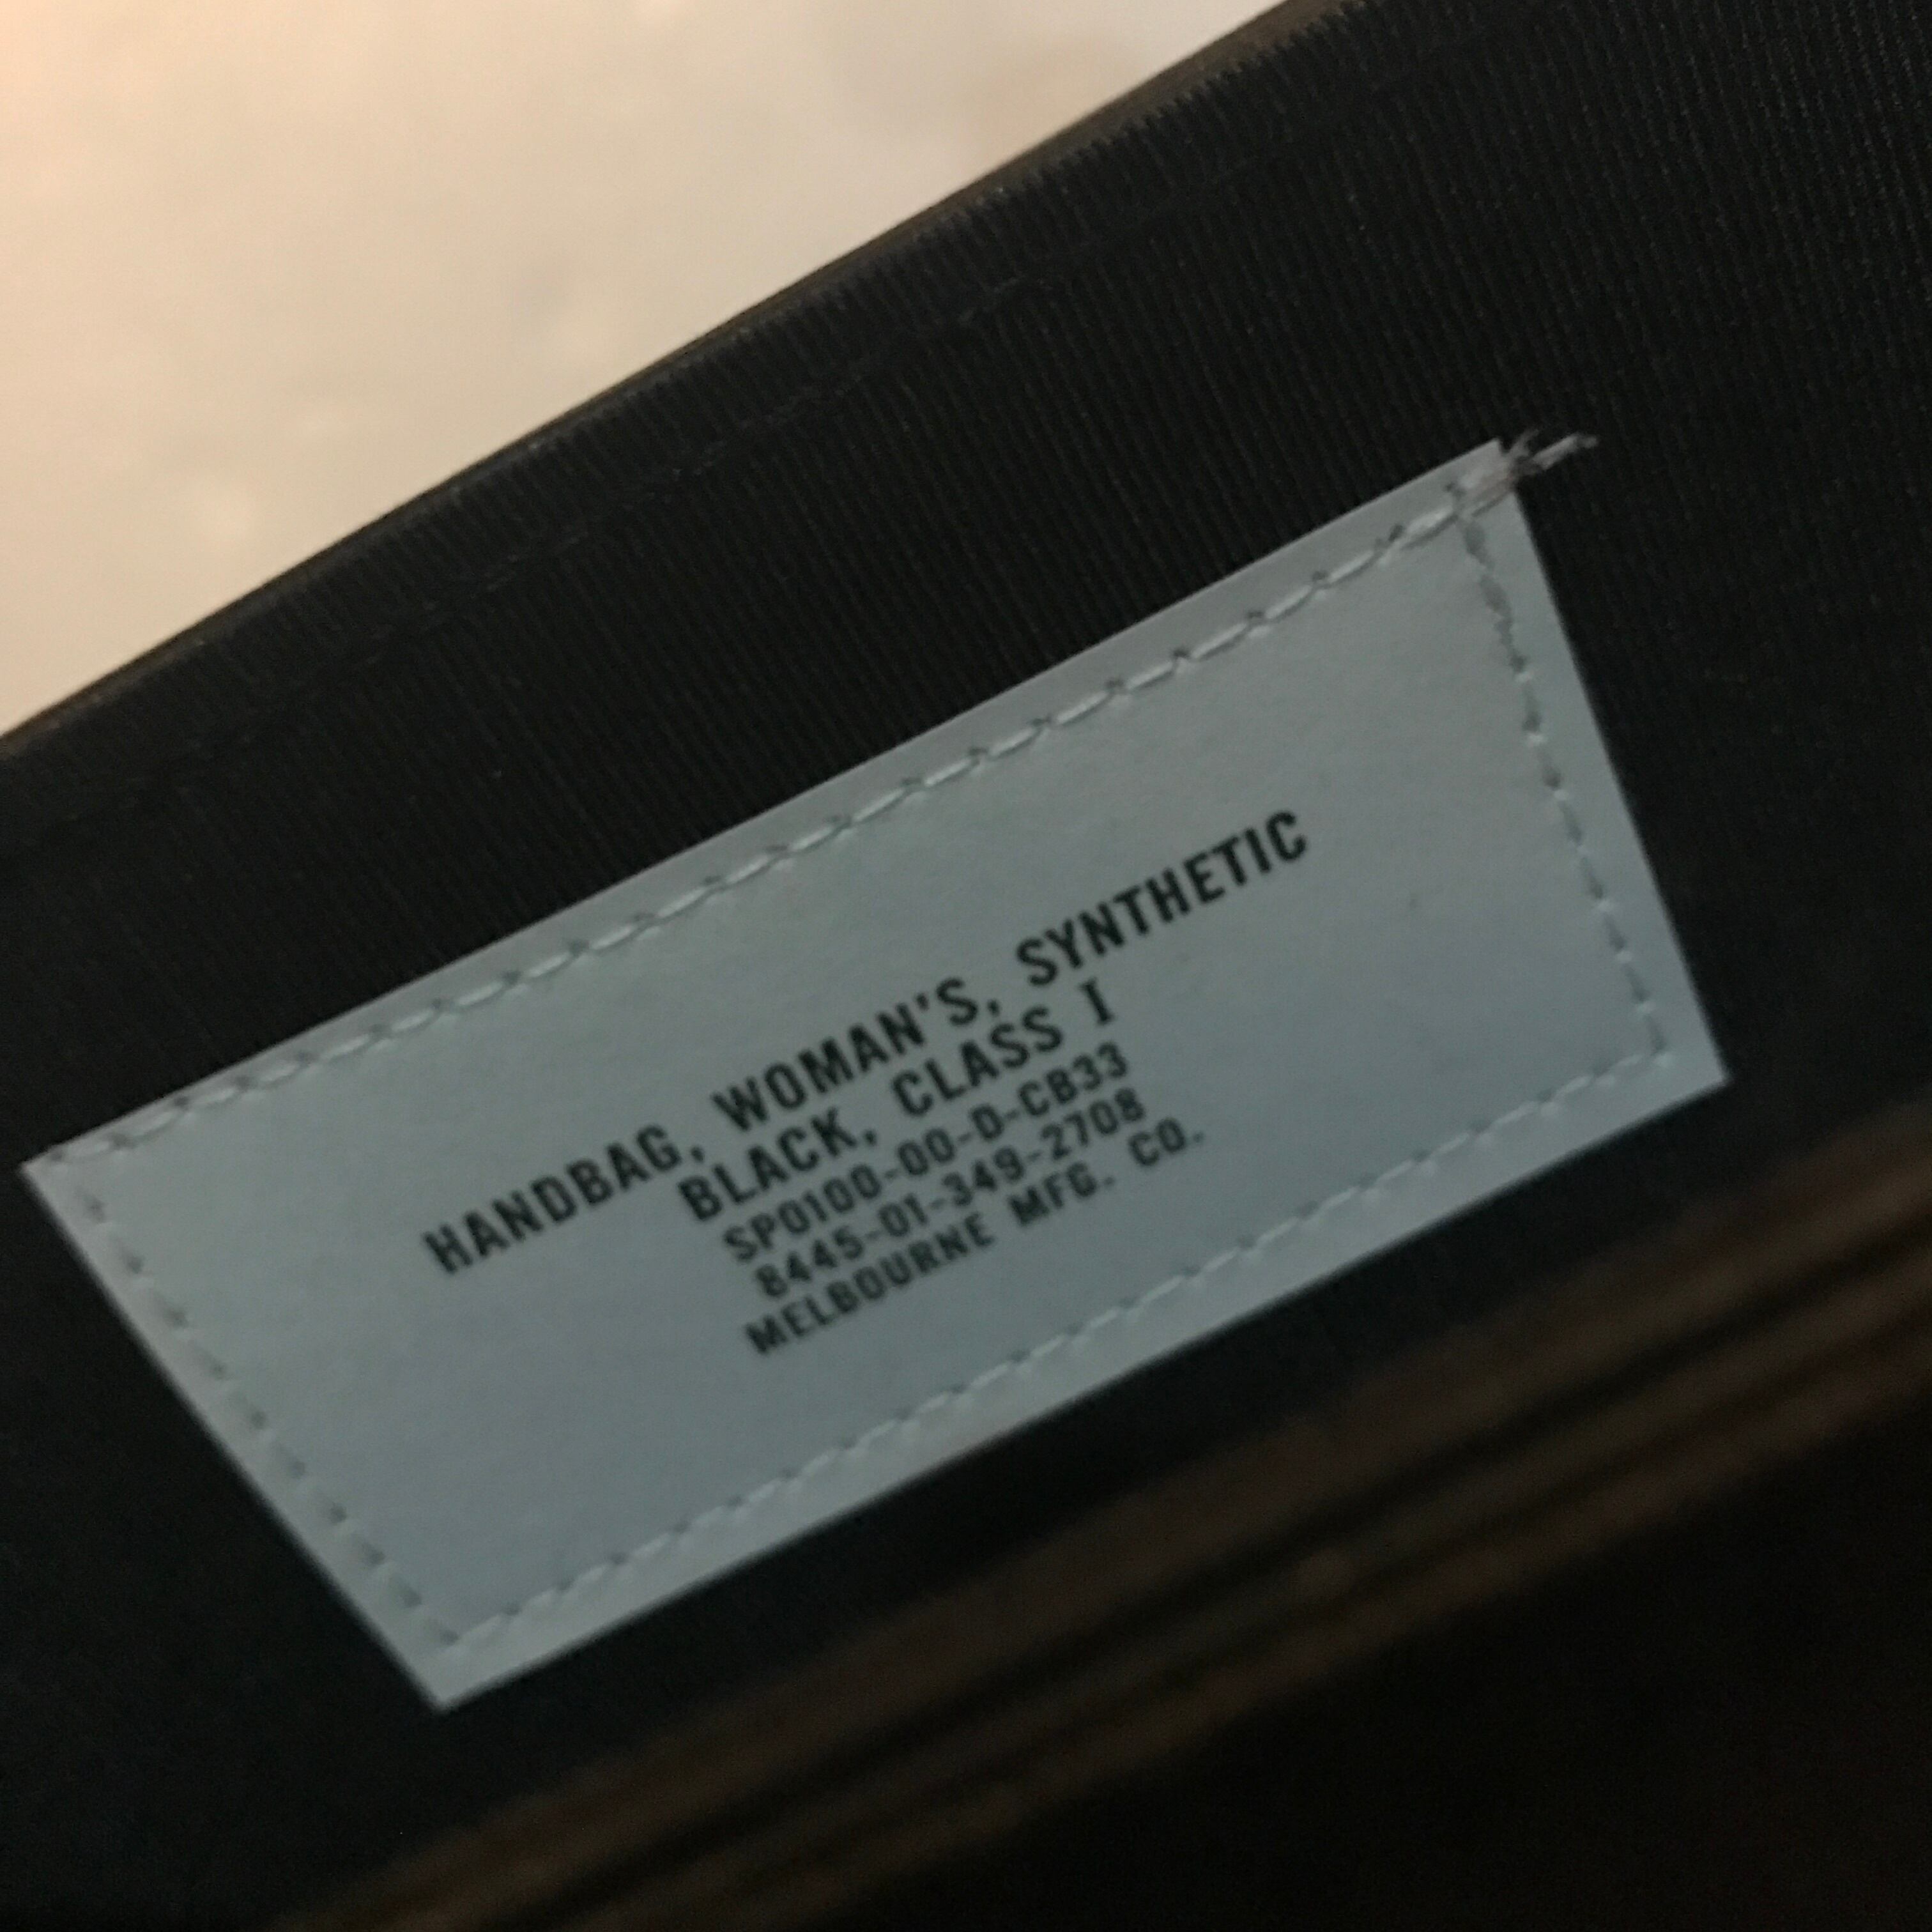 HANDBAG, WOMAN'S, SYNTHETIC
BLACK, CLASS I
SP0100-00-D-CB33
8445-01-349-2708
MELBOURNE MFG. CO.